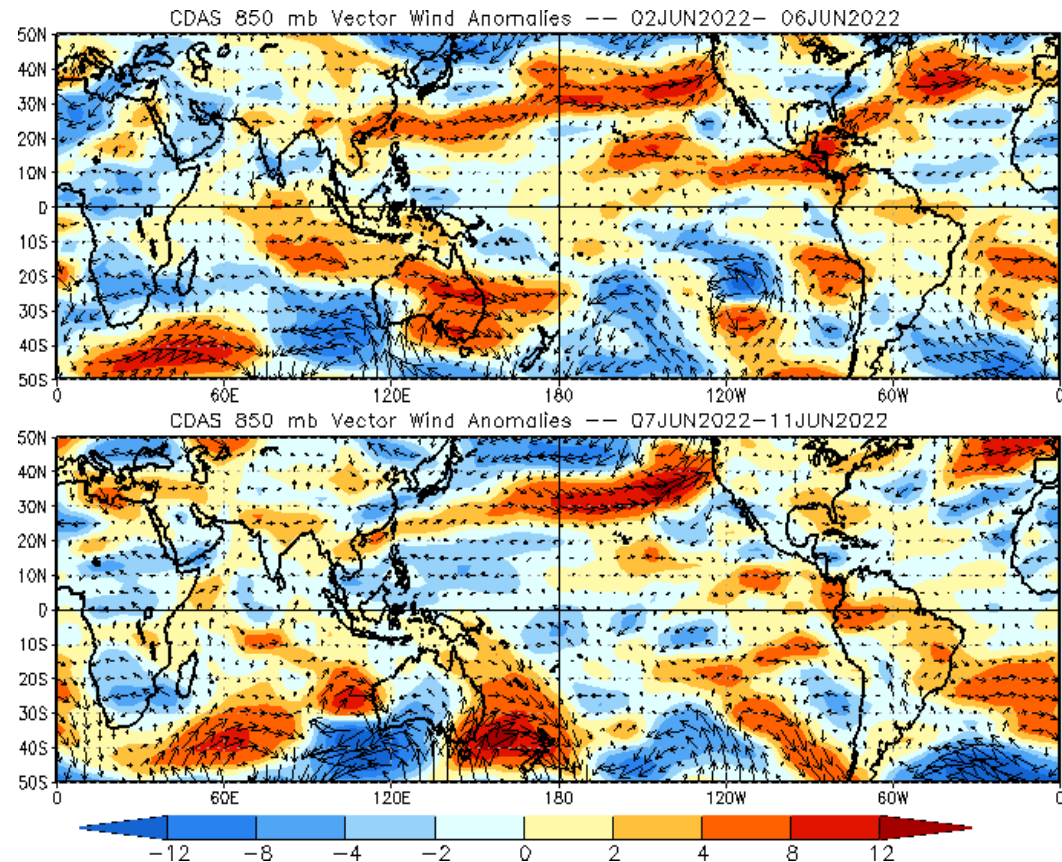 CDAS 850 mb Vector Wind Anomalies -- 02JUN2022- 06JUN2022
50N
40N
30N
20N
10N
0
10S
20S
30S
40S
50S
0 60E 120E 180 120W 60W 0
CDAS 850 mb Vector Wind Anomalies -- 07JUN2022-11JUN2022
50N
40N
30N
20N
10N
0
10S
20S
30S
40S
50S
0 60E 120E 180 120W 60W 0
-12 -8 -4 -2 0 2 4 8 12